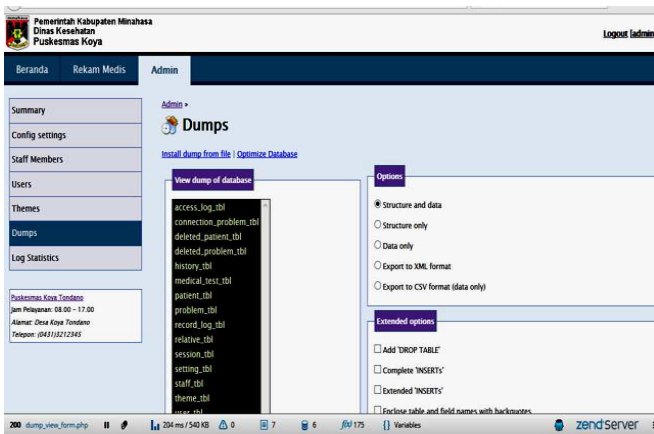 Pemerintah Kabupaten Minahasa
Dinas Kesehatan
Puskesmas Koya
Logout [admin
Beranda
Rekam Medis
Admin
Summary
Config settings
Staff Members
Users
Themes
Dumps
Log Statistics
Puskesmas Koya Tondano
Jam Pelayanan: 08.00 - 17.00
Alamat: Desa Koya Tondano
Telepon: (0431)3212345
Admin »
Dumps
Install dump from file | Optimize Database
View dump of database
access_log_tbl
connection_problem_tbl
deleted_patient_tbl
deleted_problem_tbl
history_tbl
medical_test_tbl
patient_tbl
problem_tbl
record_log_tbl
relative_tbl
session_tbl
setting_tbl
staff_tbl
theme_tbl
user_tbl
Options
Structure and data
Structure only
Data only
Export to XML format
Export to CSV format (data only)
Extended options
Add 'DROP TABLE'
Complete 'INSERTs'
Extended 'INSERTs'
Enclose table and field names with backquotes
200 dump_view_form.php
204 ms / 540 KB
0
7
6
f(x) 175
{} Variables
zend server